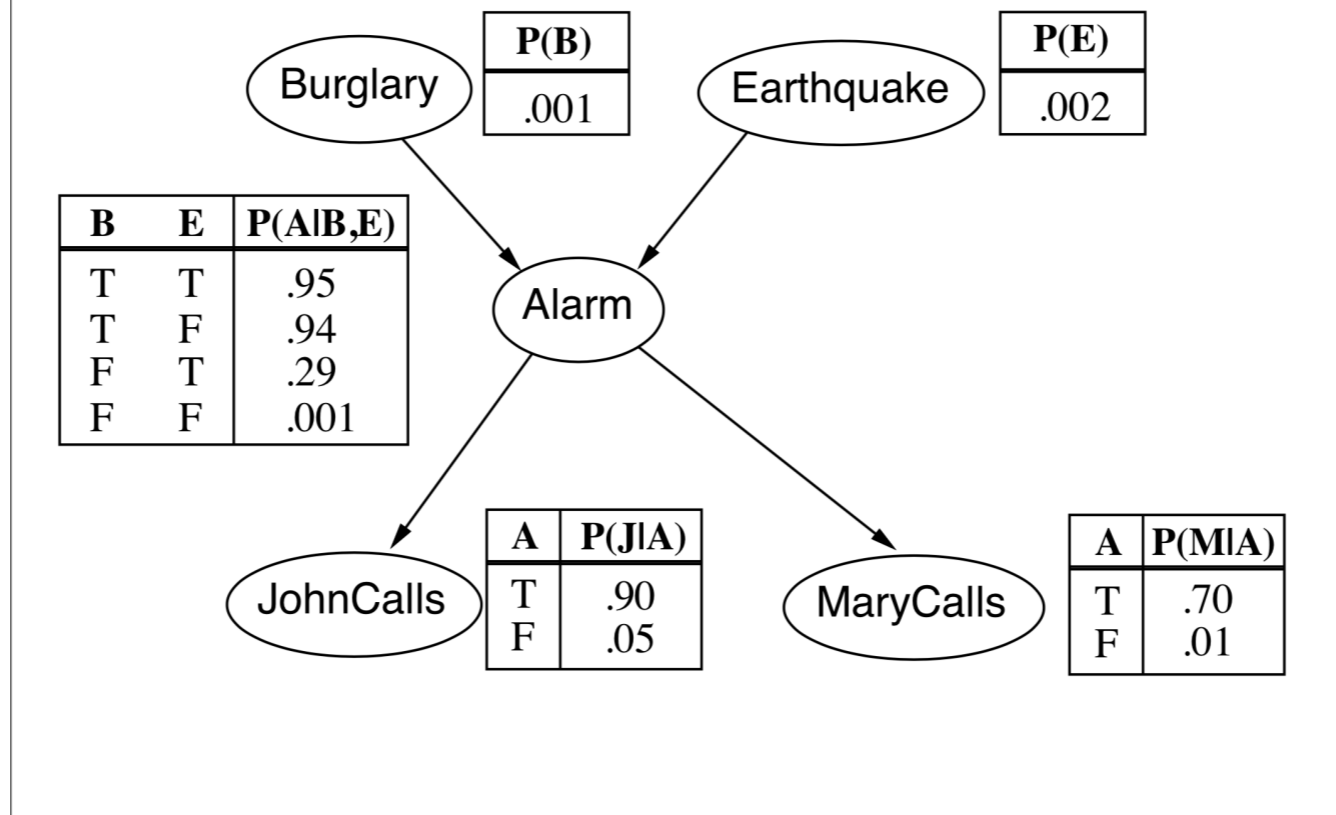 Burglary
P(B)
.001
Earthquake
P(E)
.002
B E P(A|B,E)
T T .95
T F .94
F T .29
F F .001
Alarm
JohnCalls
A P(J|A)
T .90
F .05
MaryCalls
A P(M|A)
T .70
F .01